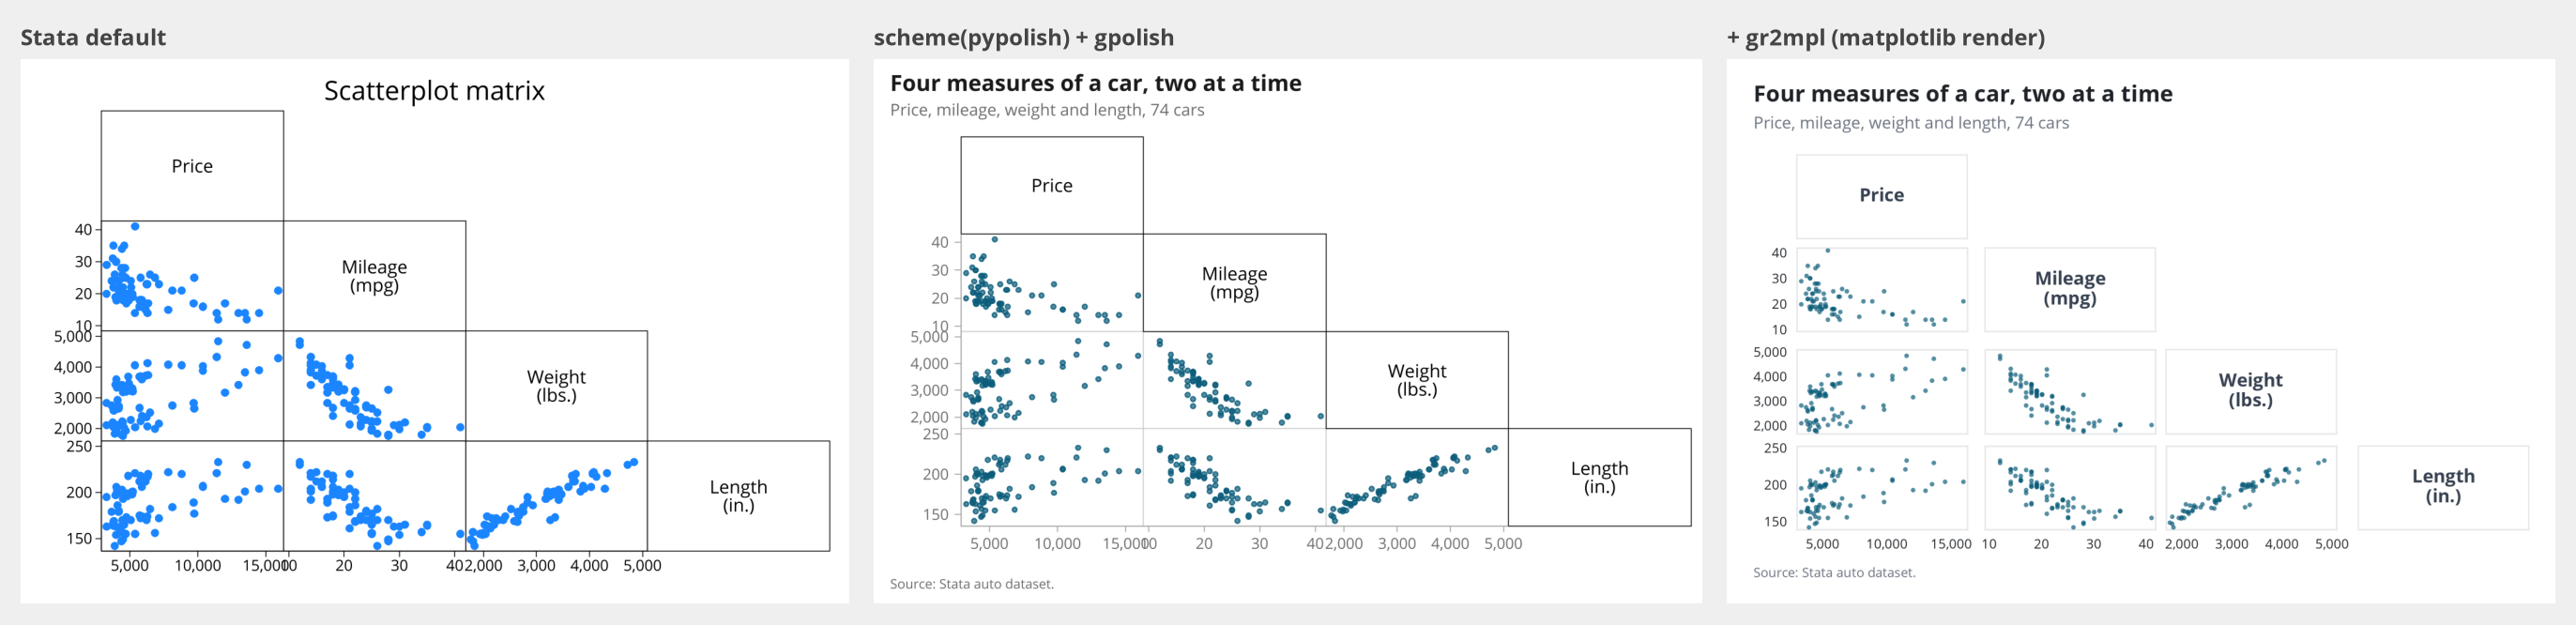 Stata default
Scatterplot matrix
Price
40
30
20
10
Mileage
(mpg)
5,000
4,000
3,000
2,000
Weight
(lbs.)
250
200
150
Length
(in.)
5,000 10,000 15,000 10 20 30 40 2,000 3,000 4,000 5,000
scheme(pypolish) + gpolish
Four measures of a car, two at a time
Price, mileage, weight and length, 74 cars
Price
40
30
20
10
Mileage
(mpg)
5,000
4,000
3,000
2,000
Weight
(lbs.)
250
200
150
Length
(in.)
5,000 10,000 15,000 10 20 30 40 2,000 3,000 4,000 5,000
Source: Stata auto dataset.
+ gr2mpl (matplotlib render)
Four measures of a car, two at a time
Price, mileage, weight and length, 74 cars
Price
40
30
20
10
Mileage
(mpg)
5,000
4,000
3,000
2,000
Weight
(lbs.)
250
200
150
Length
(in.)
5,000 10,000 15,000 10 20 30 40 2,000 3,000 4,000 5,000
Source: Stata auto dataset.